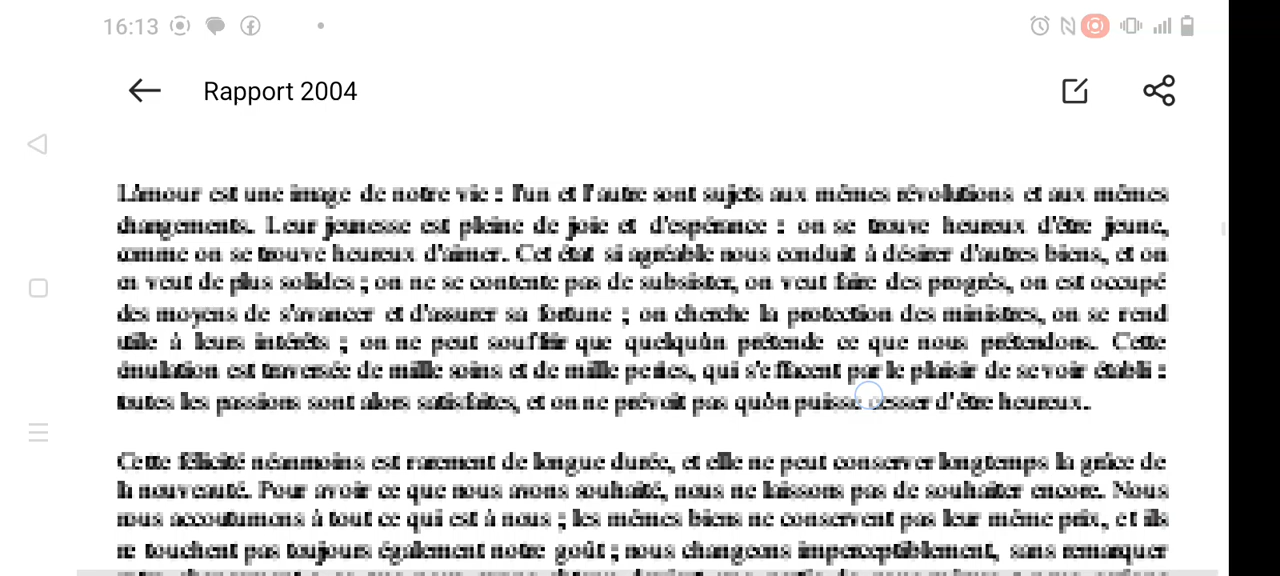 16:13
Rapport 2004
L'amour est une image de notre vie : l'un et l'autre sont sujets aux mêmes révolutions et aux mêmes
changements. Leur jeunesse est pleine de joie et d'espérance : on se trouve heureux d'être jeune,
comme on se trouve heureux d'aimer. Cet état si agréable nous conduit à désirer d'autres biens, et on
en veut de plus solides ; on ne se contente pas de subsister, on veut faire des progrès, on est occupé
des moyens de s'avancer et d'assurer sa fortune ; on cherche la protection des ministres, on se rend
utile à leurs intérêts ; on ne peut souffrir que quelqu'un prétende ce que nous prétendons. Cette
émulation est traversée de mille soins et de mille peines, qui s'effacent par le plaisir de se voir établi :
toutes les passions sont alors satisfaites, et on ne prévoit pas qu'on puisse cesser d'être heureux.
Cette félicité néanmoins est rarement de longue durée, et elle ne peut conserver longtemps la grâce de
la nouveauté. Pour avoir ce que nous avons souhaité, nous ne laissons pas de souhaiter encore. Nous
nous accoutumons à tout ce qui est à nous ; les mêmes biens ne conservent pas leur même prix, et ils
ne touchent pas toujours également notre goût ; nous changeons imperceptiblement, sans remarquer